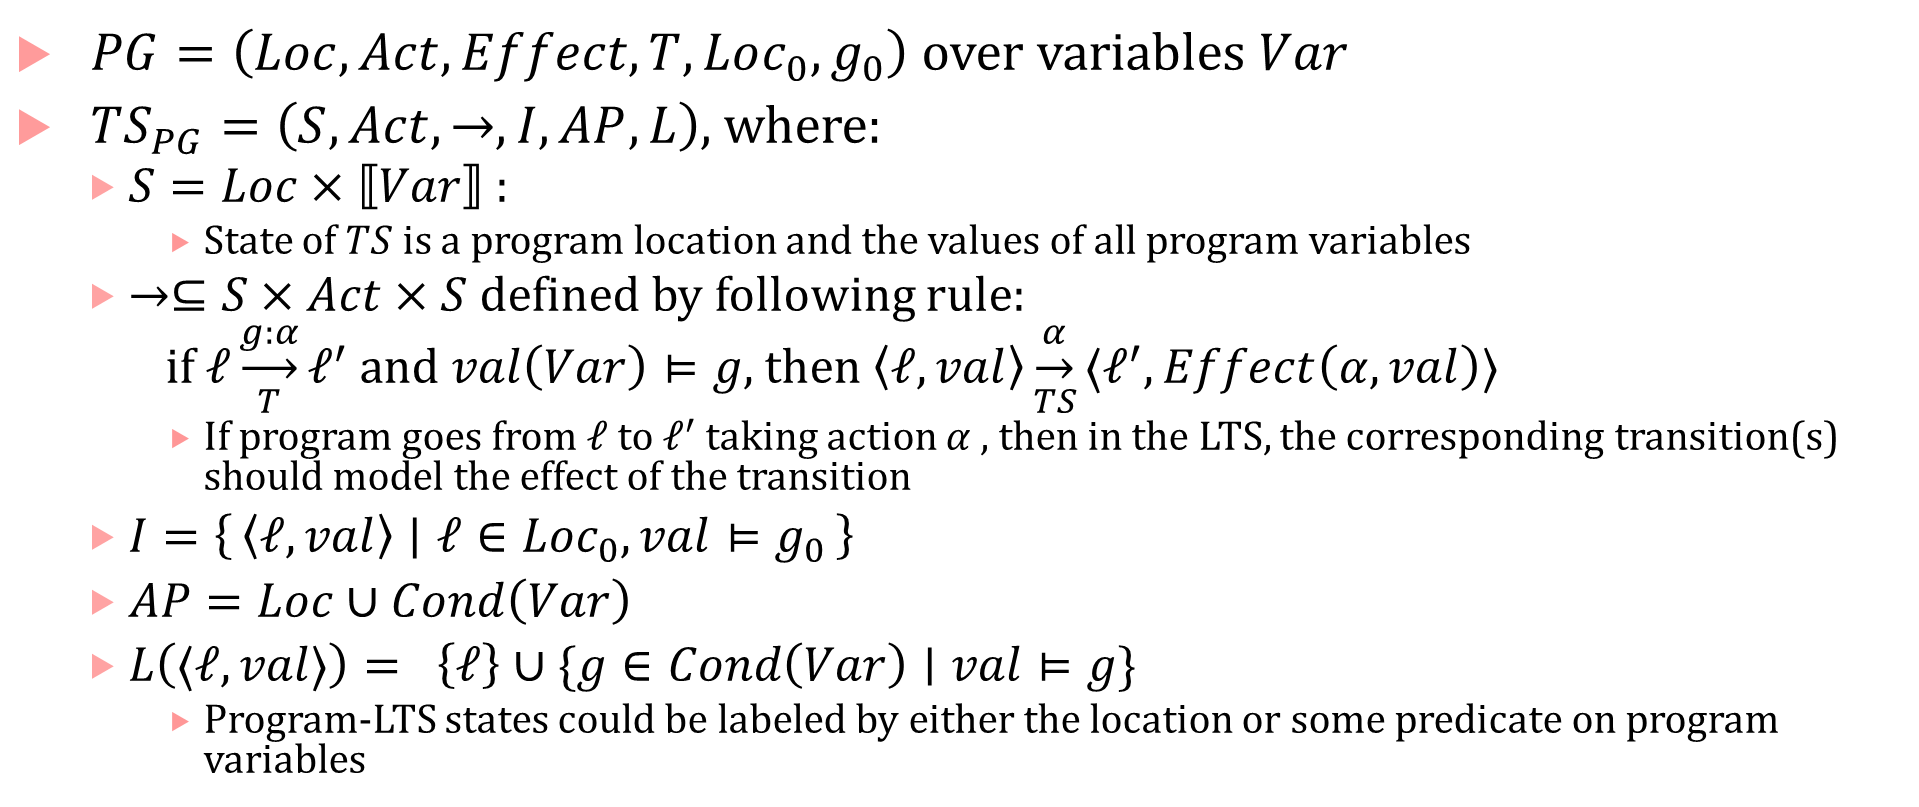 ▶ 𝑃𝐺 = (𝐿𝑜𝑐, 𝐴𝑐𝑡, 𝐸𝑓𝑓𝑒𝑐𝑡, 𝑇, 𝐿𝑜𝑐₀, 𝑔₀) over variables 𝑉𝑎𝑟
▶ 𝑇𝑆_𝑃𝐺 = (𝑆, 𝐴𝑐𝑡, →, 𝐼, 𝐴𝑃, 𝐿), where:
▶ 𝑆 = 𝐿𝑜𝑐 × ⟦𝑉𝑎𝑟⟧ :
▶ State of 𝑇𝑆 is a program location and the values of all program variables
▶ →⊆ 𝑆 × 𝐴𝑐𝑡 × 𝑆 defined by following rule:
𝑔:𝛼 𝛼
if ℓ → ℓ′ and 𝑣𝑎𝑙(𝑉𝑎𝑟) ⊨ 𝑔, then ⟨ℓ, 𝑣𝑎𝑙⟩ → ⟨ℓ′, 𝐸𝑓𝑓𝑒𝑐𝑡(𝛼, 𝑣𝑎𝑙)⟩
𝑇 𝑇𝑆
▶ If program goes from ℓ to ℓ′ taking action 𝛼 , then in the LTS, the corresponding transition(s)
should model the effect of the transition
▶ 𝐼 = { ⟨ℓ, 𝑣𝑎𝑙⟩ | ℓ ∈ 𝐿𝑜𝑐₀, 𝑣𝑎𝑙 ⊨ 𝑔₀ }
▶ 𝐴𝑃 = 𝐿𝑜𝑐 ∪ 𝐶𝑜𝑛𝑑(𝑉𝑎𝑟)
▶ 𝐿(⟨ℓ, 𝑣𝑎𝑙⟩) = {ℓ} ∪ {𝑔 ∈ 𝐶𝑜𝑛𝑑(𝑉𝑎𝑟) | 𝑣𝑎𝑙 ⊨ 𝑔}
▶ Program-LTS states could be labeled by either the location or some predicate on program
variables